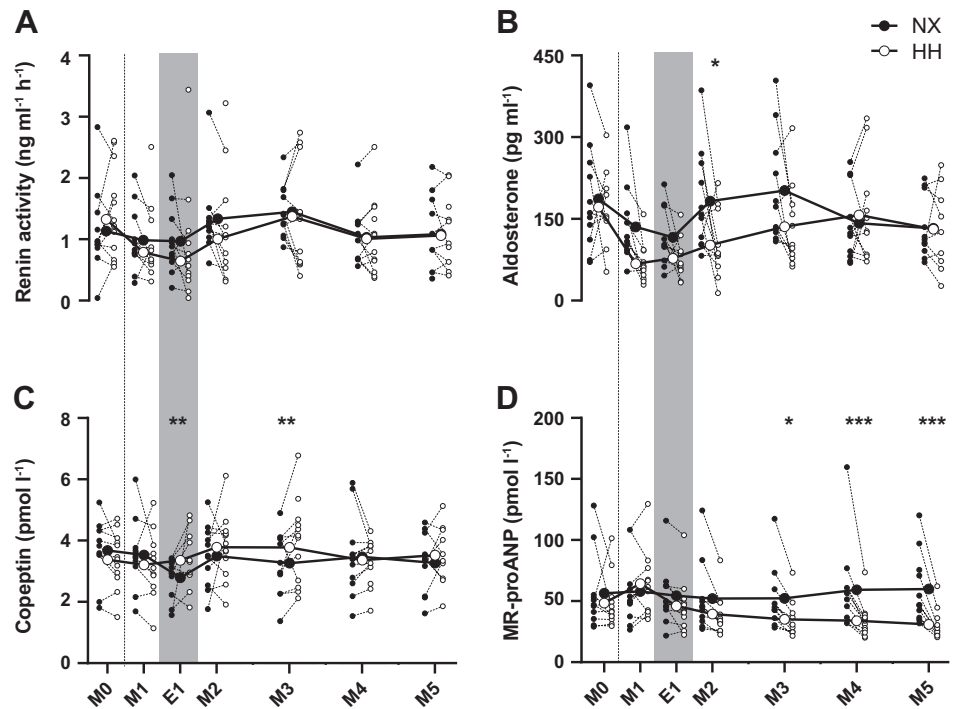 A
B
NX
HH
Renin activity (ng ml⁻¹ h⁻¹)
4
3
2
1
0
Aldosterone (pg ml⁻¹)
450
300
150
0
*
C
D
Copeptin (pmol l⁻¹)
8
6
4
2
0
**
**
MR-proANP (pmol l⁻¹)
200
150
100
50
0
*
***
***
M0 M1 E1 M2 M3 M4 M5
M0 M1 E1 M2 M3 M4 M5